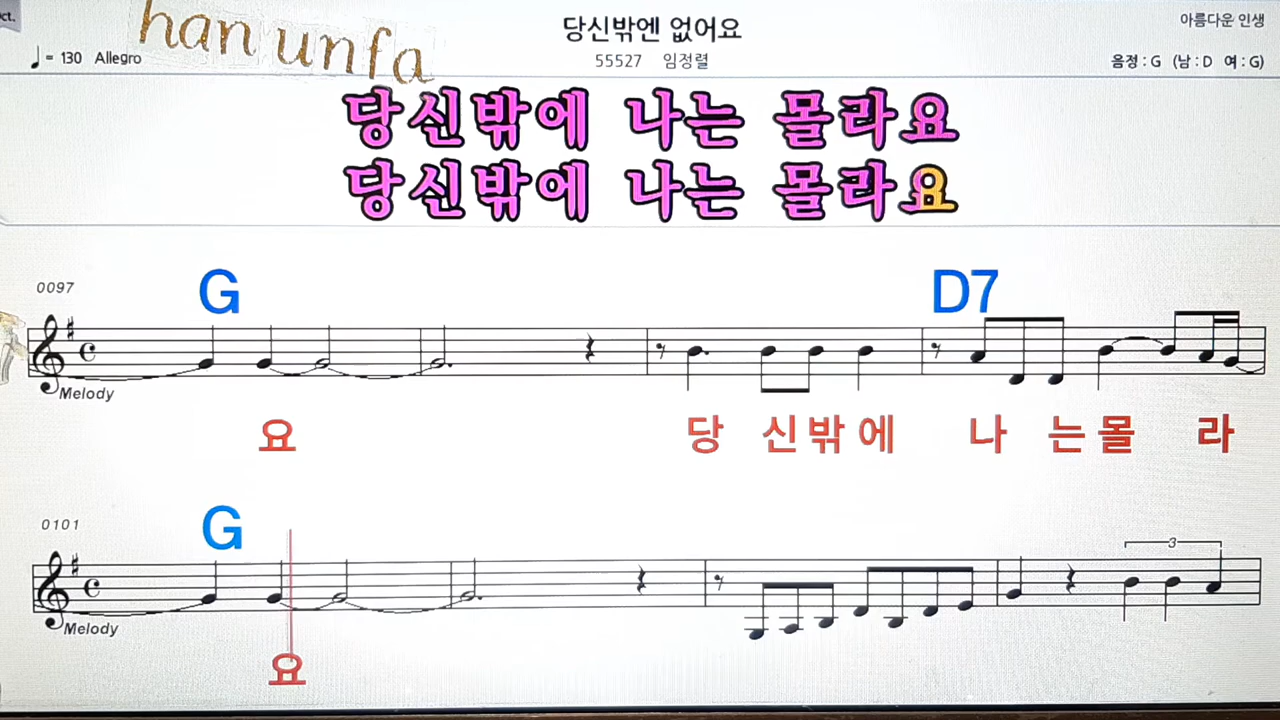 ct.
han unfa
당신밖엔 없어요
아름다운 인생
= 130 Allegro
55527 임정렬
음정 : G (남 : D 여 : G)
당신밖에 나는 몰라요
당신밖에 나는 몰라요
0097
G
D7
Melody
요 당 신밖에 나 는몰 라
0101
G
3
Melody
요